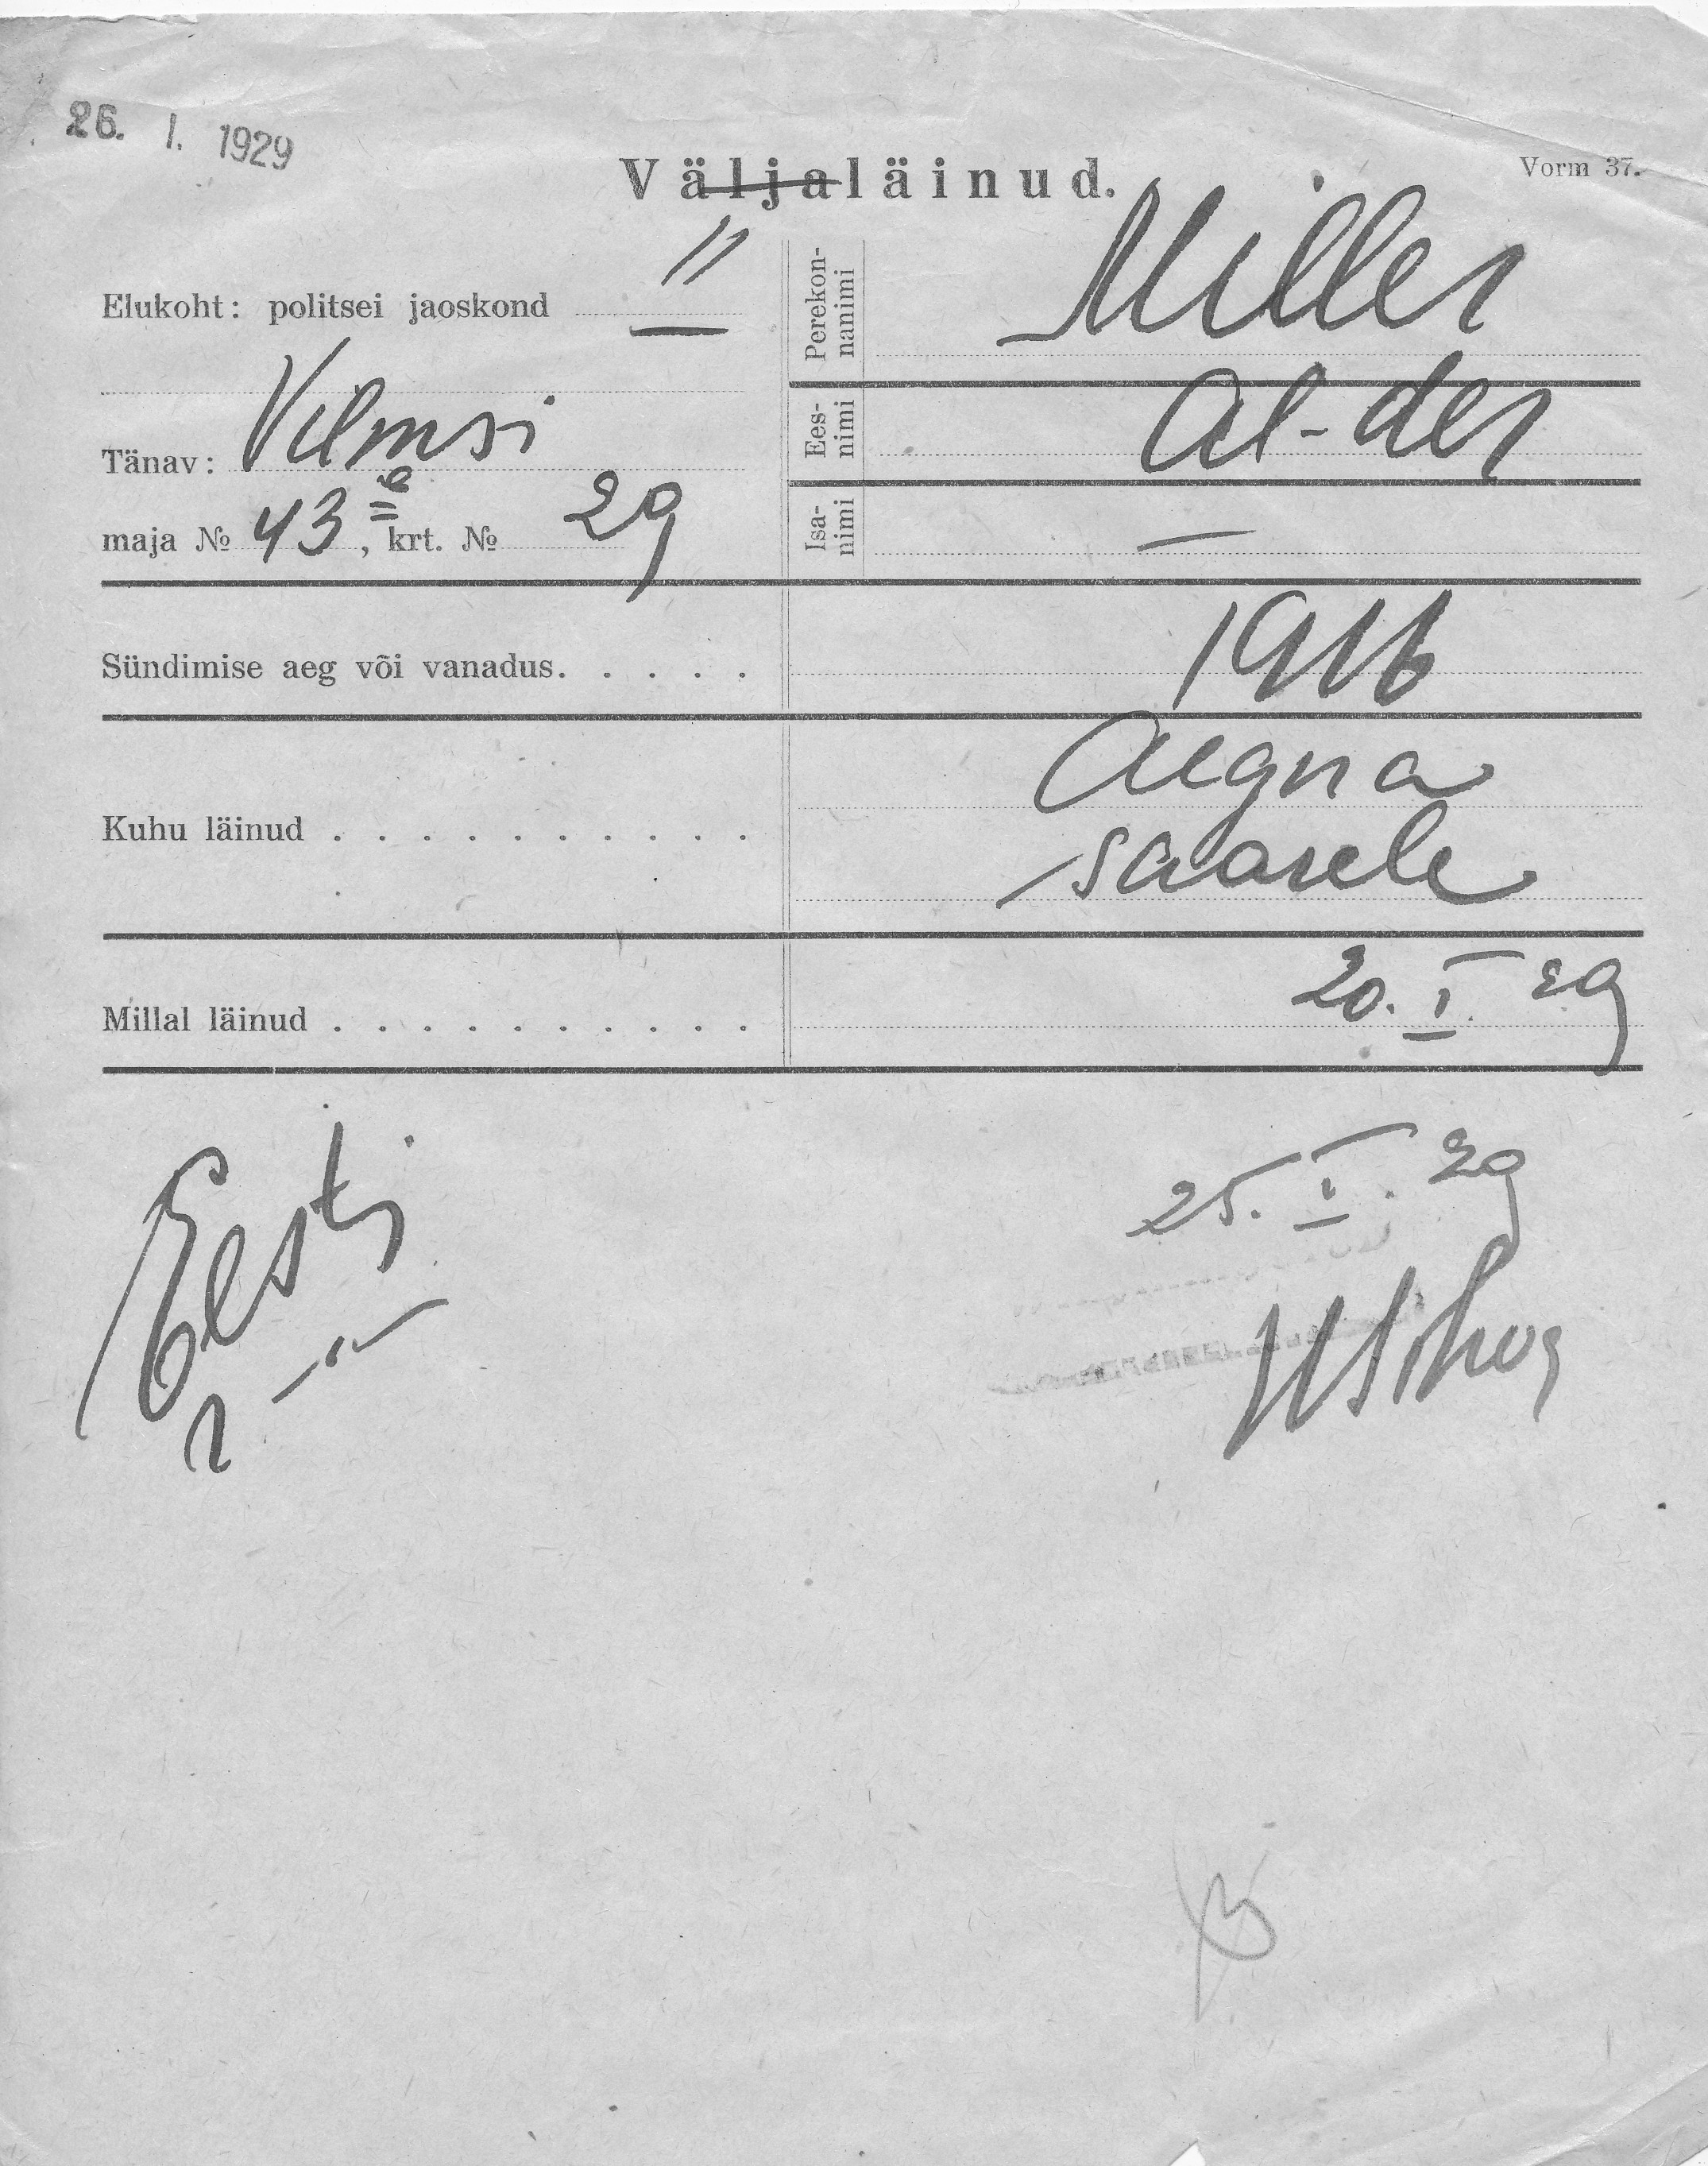 26. I. 1929
Vorm 37.
Väljaläinud.
Elukoht: politsei jaoskond II
Tänav: Vilmsi
maja № 43 a, krt. № 29
Perekon-
nanimi
Miller
Ees-
nimi
Al-der
Isa-
nimi
—
Sündimise aeg või vanadus. . . . . 1916
Kuhu läinud . . . . . . . . . . Aegna
saarele
Millal läinud . . . . . . . . . . 20. I. 29
Eesti
25. I. 29